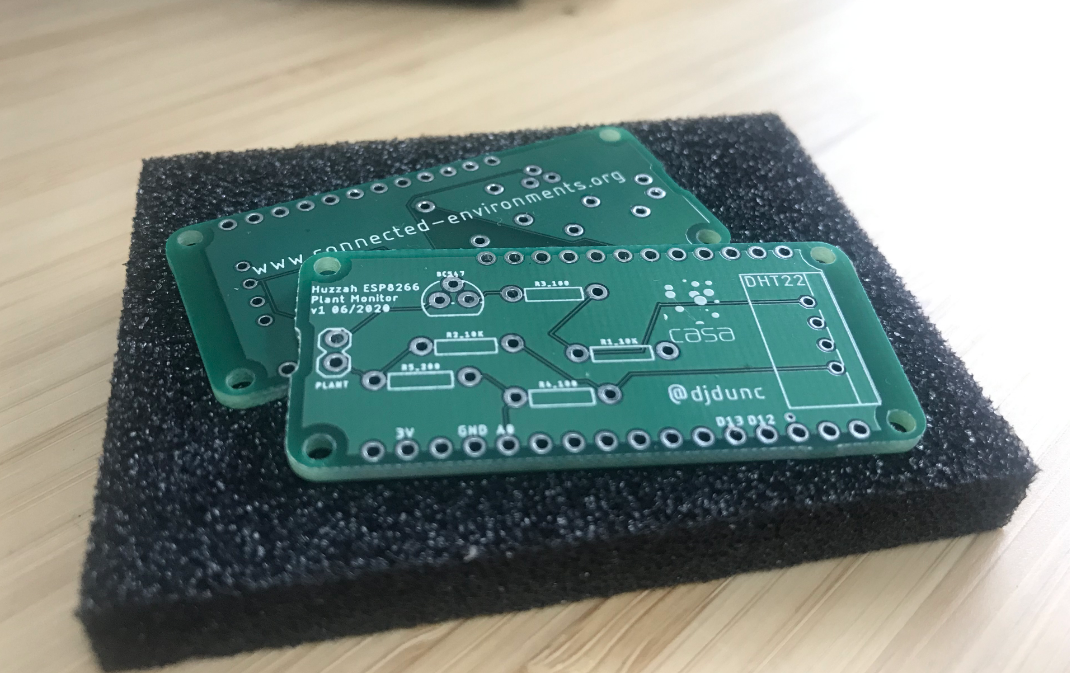 www.connected-environments.org
Huzzah ESP8266
Plant Monitor
v1 06/2020
BC547
R3,100
casa
DHT22
R2,10K
R1,10K
R5,200
R4,100
PLANT
@djdunc
3V
GND A0
D13 D12